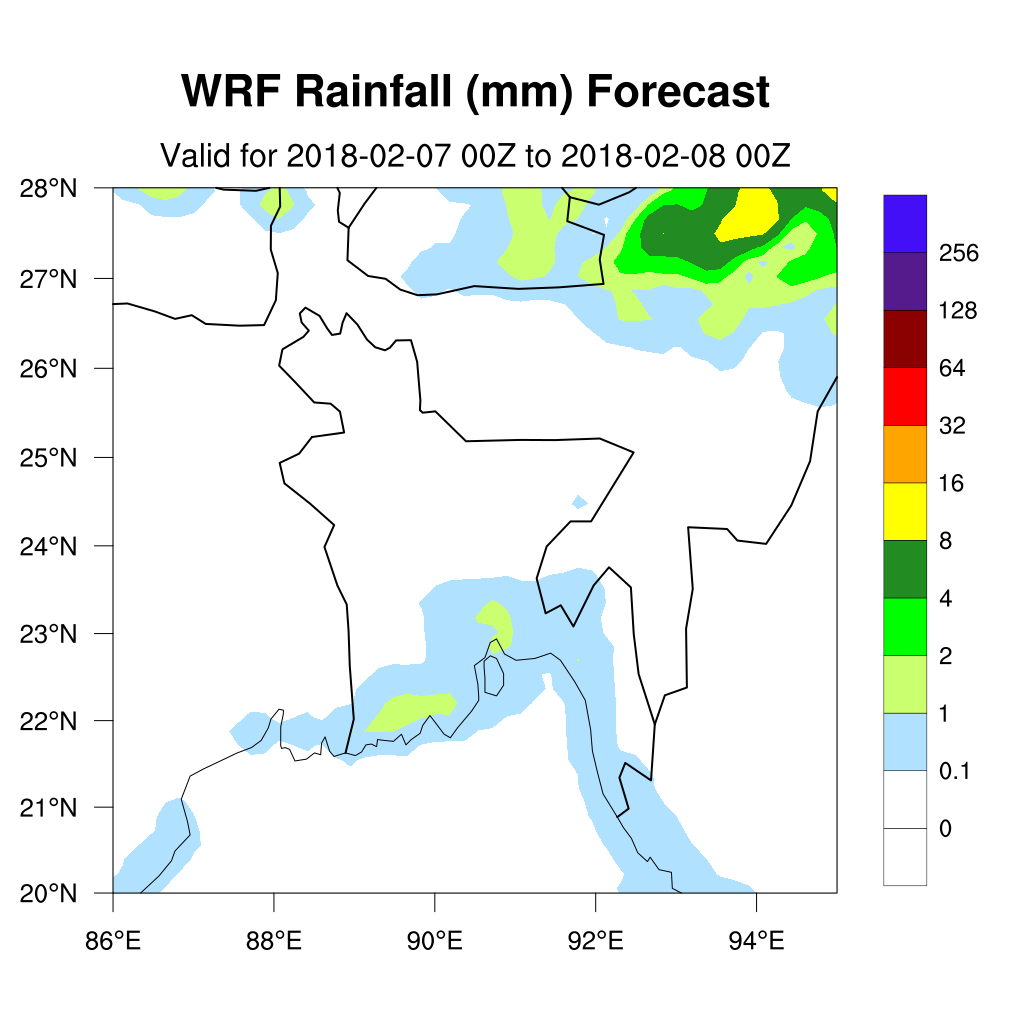 WRF Rainfall (mm) Forecast
Valid for 2018-02-07 00Z to 2018-02-08 00Z
28°N
27°N
26°N
25°N
24°N
23°N
22°N
21°N
20°N
86°E
88°E
90°E
92°E
94°E
256
128
64
32
16
8
4
2
1
0.1
0